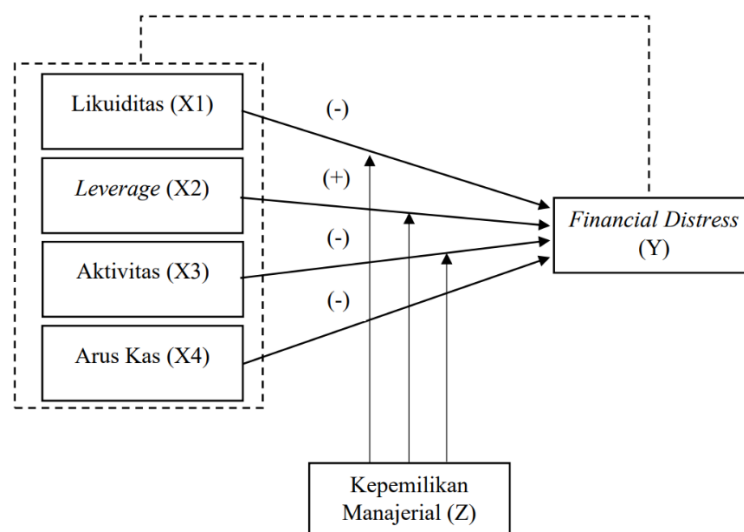 Likuiditas (X1)
(-)
Leverage (X2)
(+)
Financial Distress
(Y)
Aktivitas (X3)
(-)
Arus Kas (X4)
(-)
Kepemilikan
Manajerial (Z)